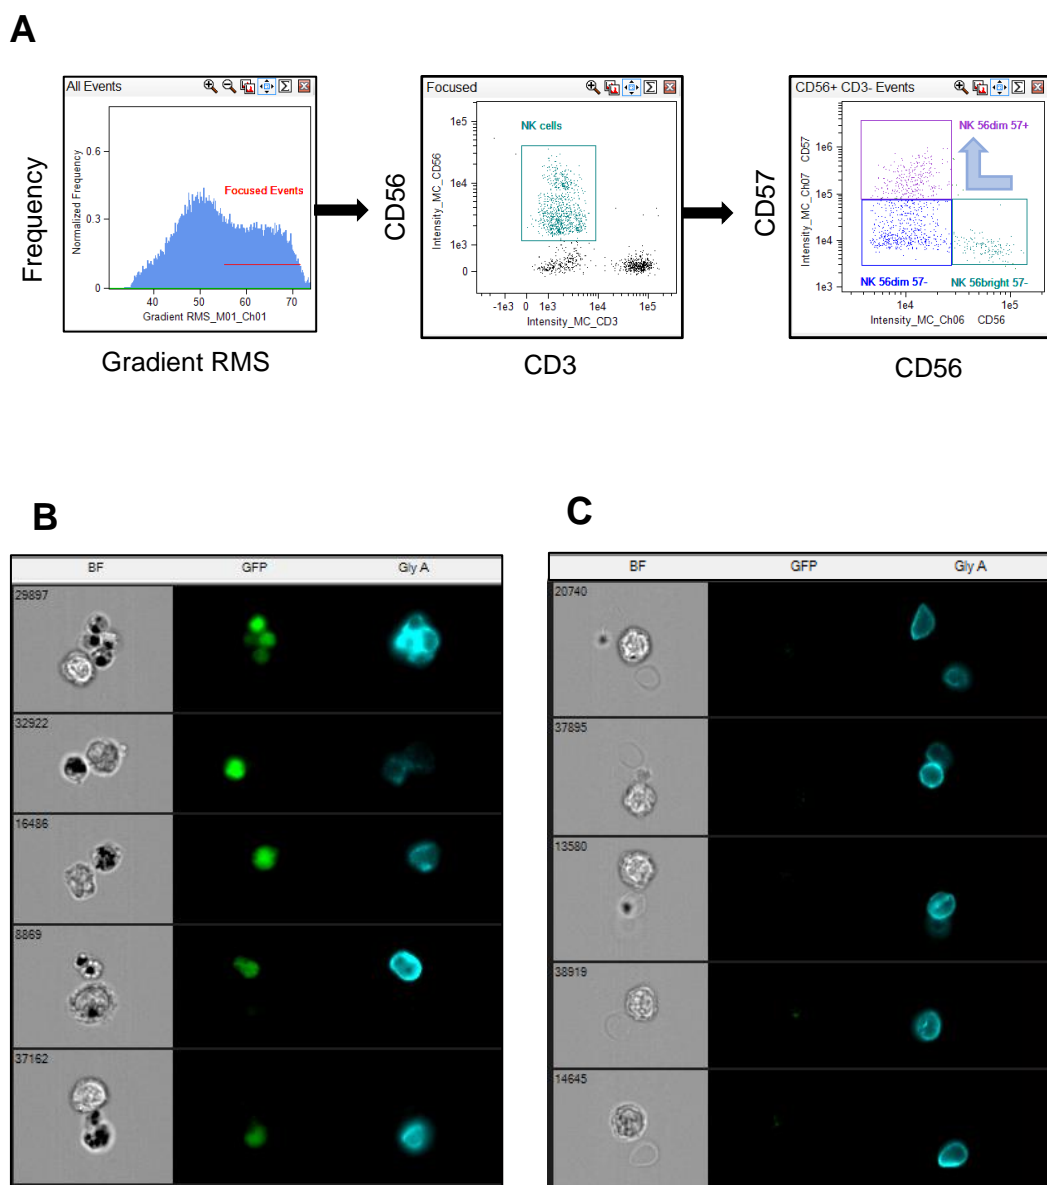 A
All Events
Frequency
Normalized Frequency
0.6
0.3
0
Focused Events
40 50 60 70
Gradient RMS_M01_Ch01
Gradient RMS
Focused
CD56
Intensity_MC_CD56
1e5
1e4
1e3
0
NK cells
-1e3 0 1e3 1e4 1e5
Intensity_MC_CD3
CD3
CD56+ CD3- Events
CD57
Intensity_MC_Ch07 CD57
1e6
1e5
1e4
1e3
NK 56dim 57+
NK 56dim 57-
NK 56bright 57-
1e4 1e5
Intensity_MC_Ch06 CD56
CD56
B
BF GFP Gly A
29897
32922
16486
8869
37162
C
BF GFP Gly A
20740
37895
13580
38919
14645